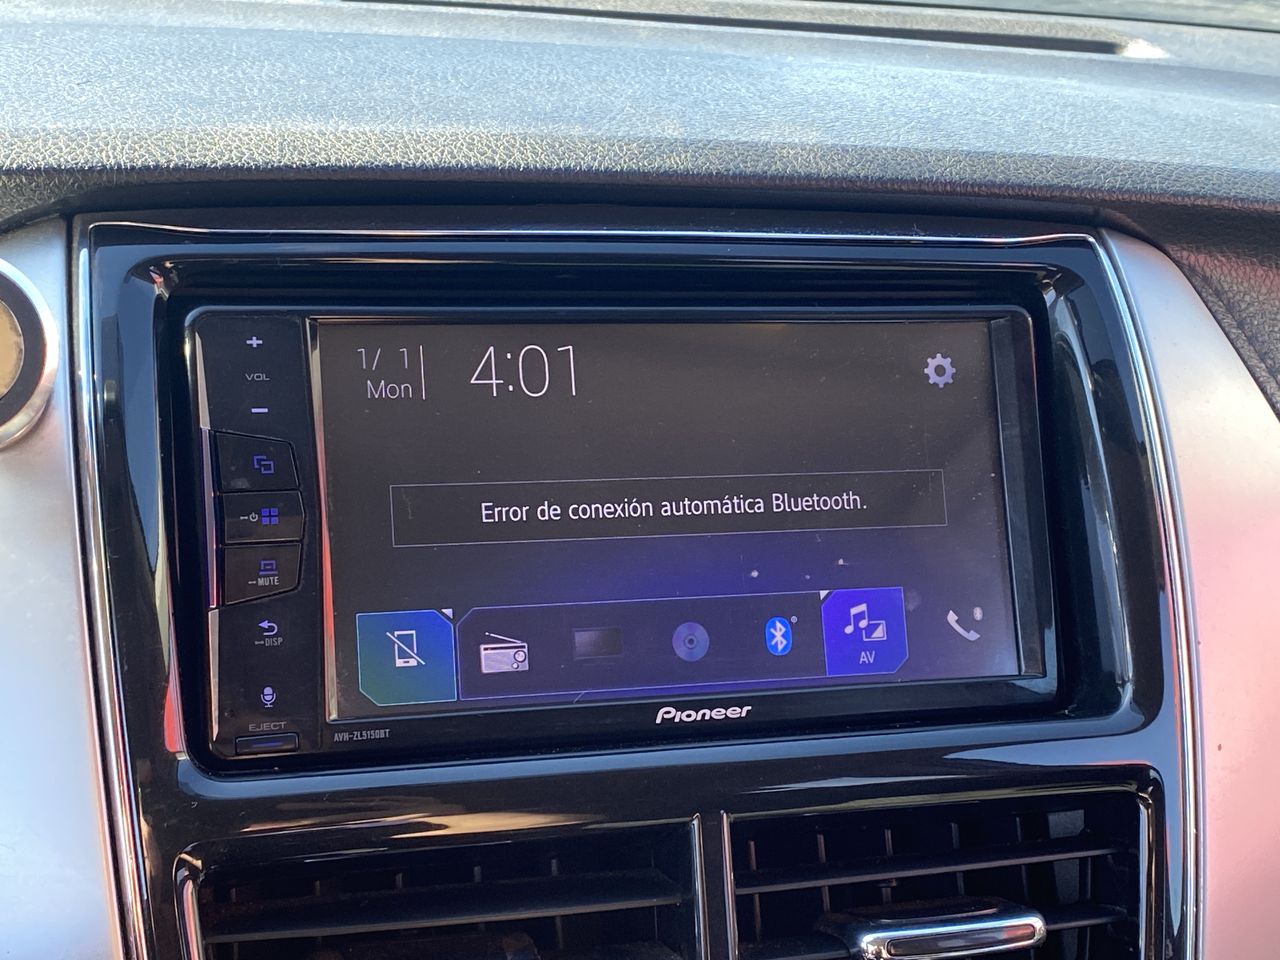 +
VOL
1/ 1
Mon
4:01
MUTE
DISP
EJECT
Error de conexión automática Bluetooth.
AV
Pioneer
AVH-ZL5150BT